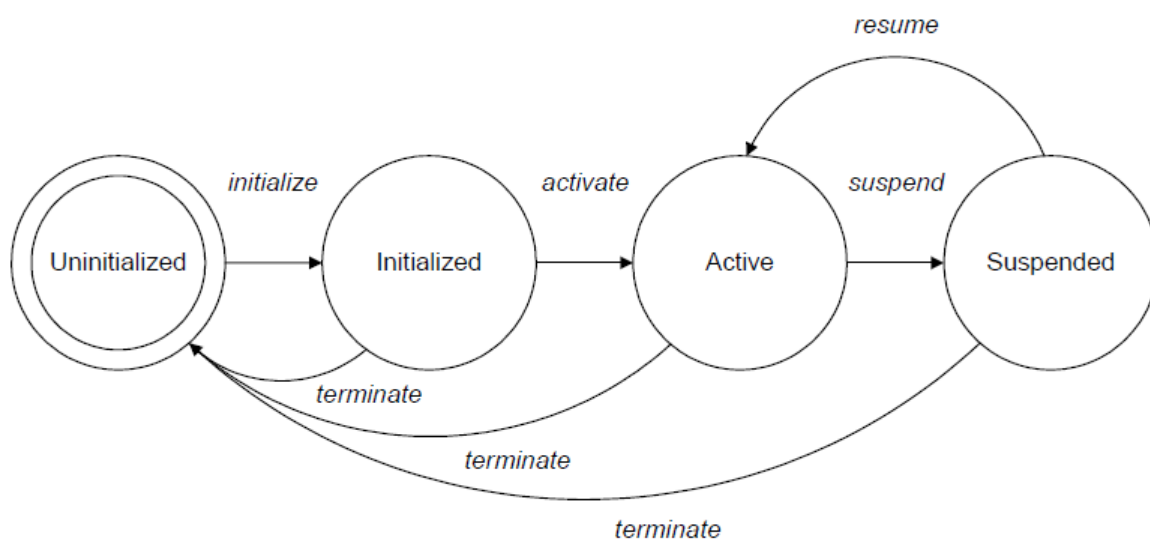 resume
initialize
activate
suspend
Uninitialized
Initialized
Active
Suspended
terminate
terminate
terminate